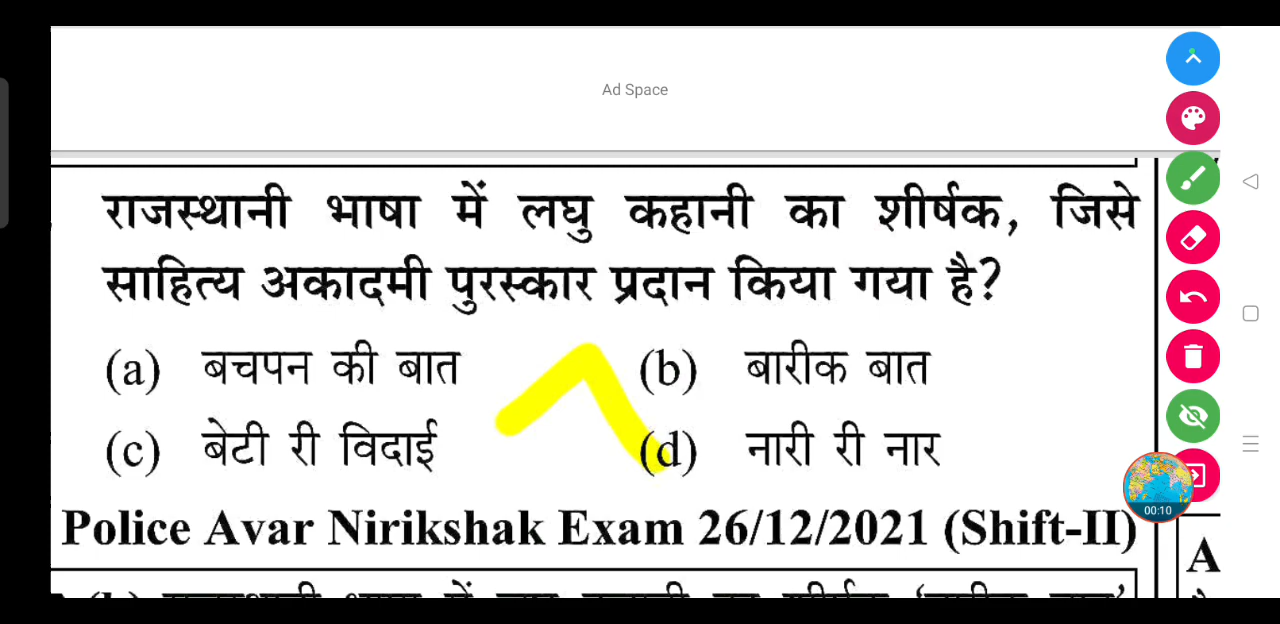 Ad Space
राजस्थानी भाषा में लघु कहानी का शीर्षक, जिसे
साहित्य अकादमी पुरस्कार प्रदान किया गया है?
(a) बचपन की बात (b) बारीक बात
(c) बेटी री विदाई (d) नारी री नार
00:10
Police Avar Nirikshak Exam 26/12/2021 (Shift-II)
A